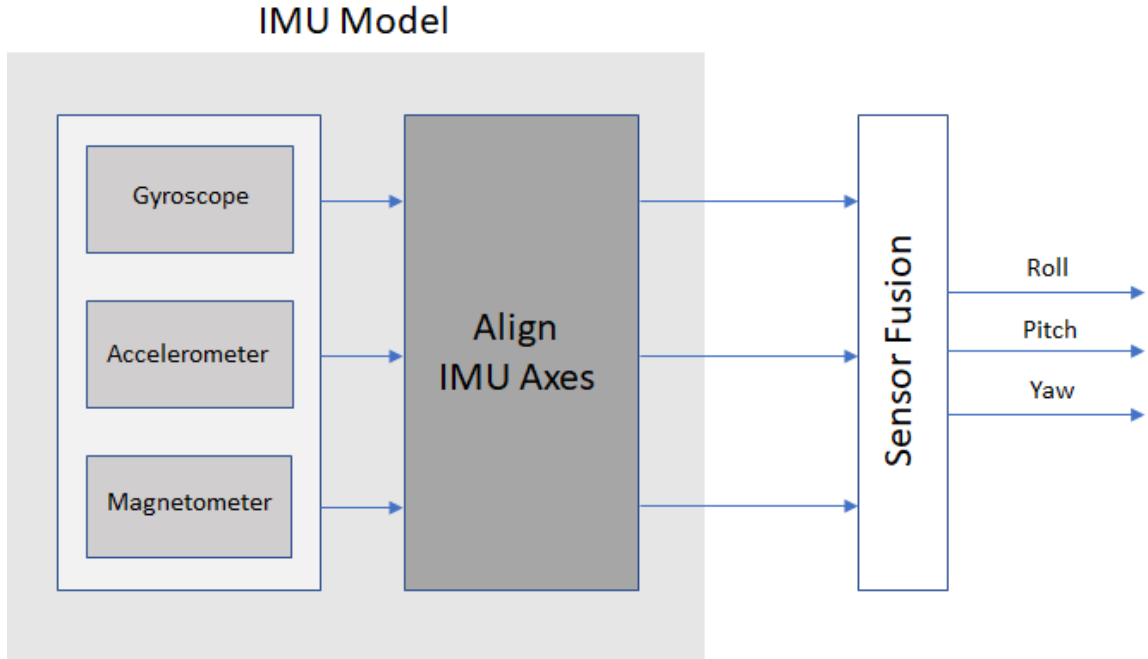 IMU Model
Gyroscope
Accelerometer
Magnetometer
Align
IMU Axes
Sensor Fusion
Roll
Pitch
Yaw